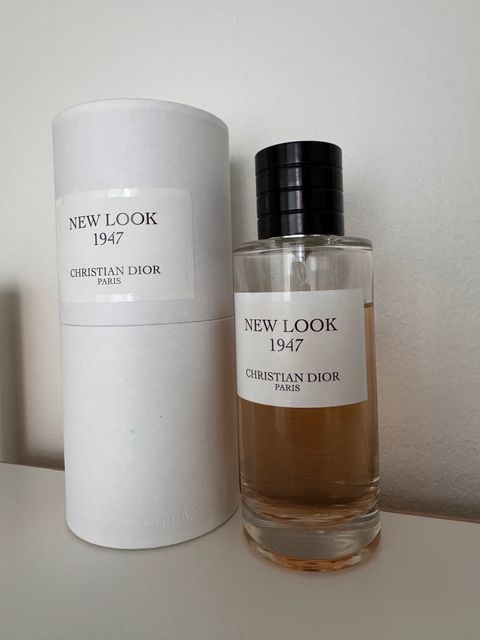 NEW LOOK
1947
CHRISTIAN DIOR
PARIS
NEW LOOK
1947
CHRISTIAN DIOR
PARIS